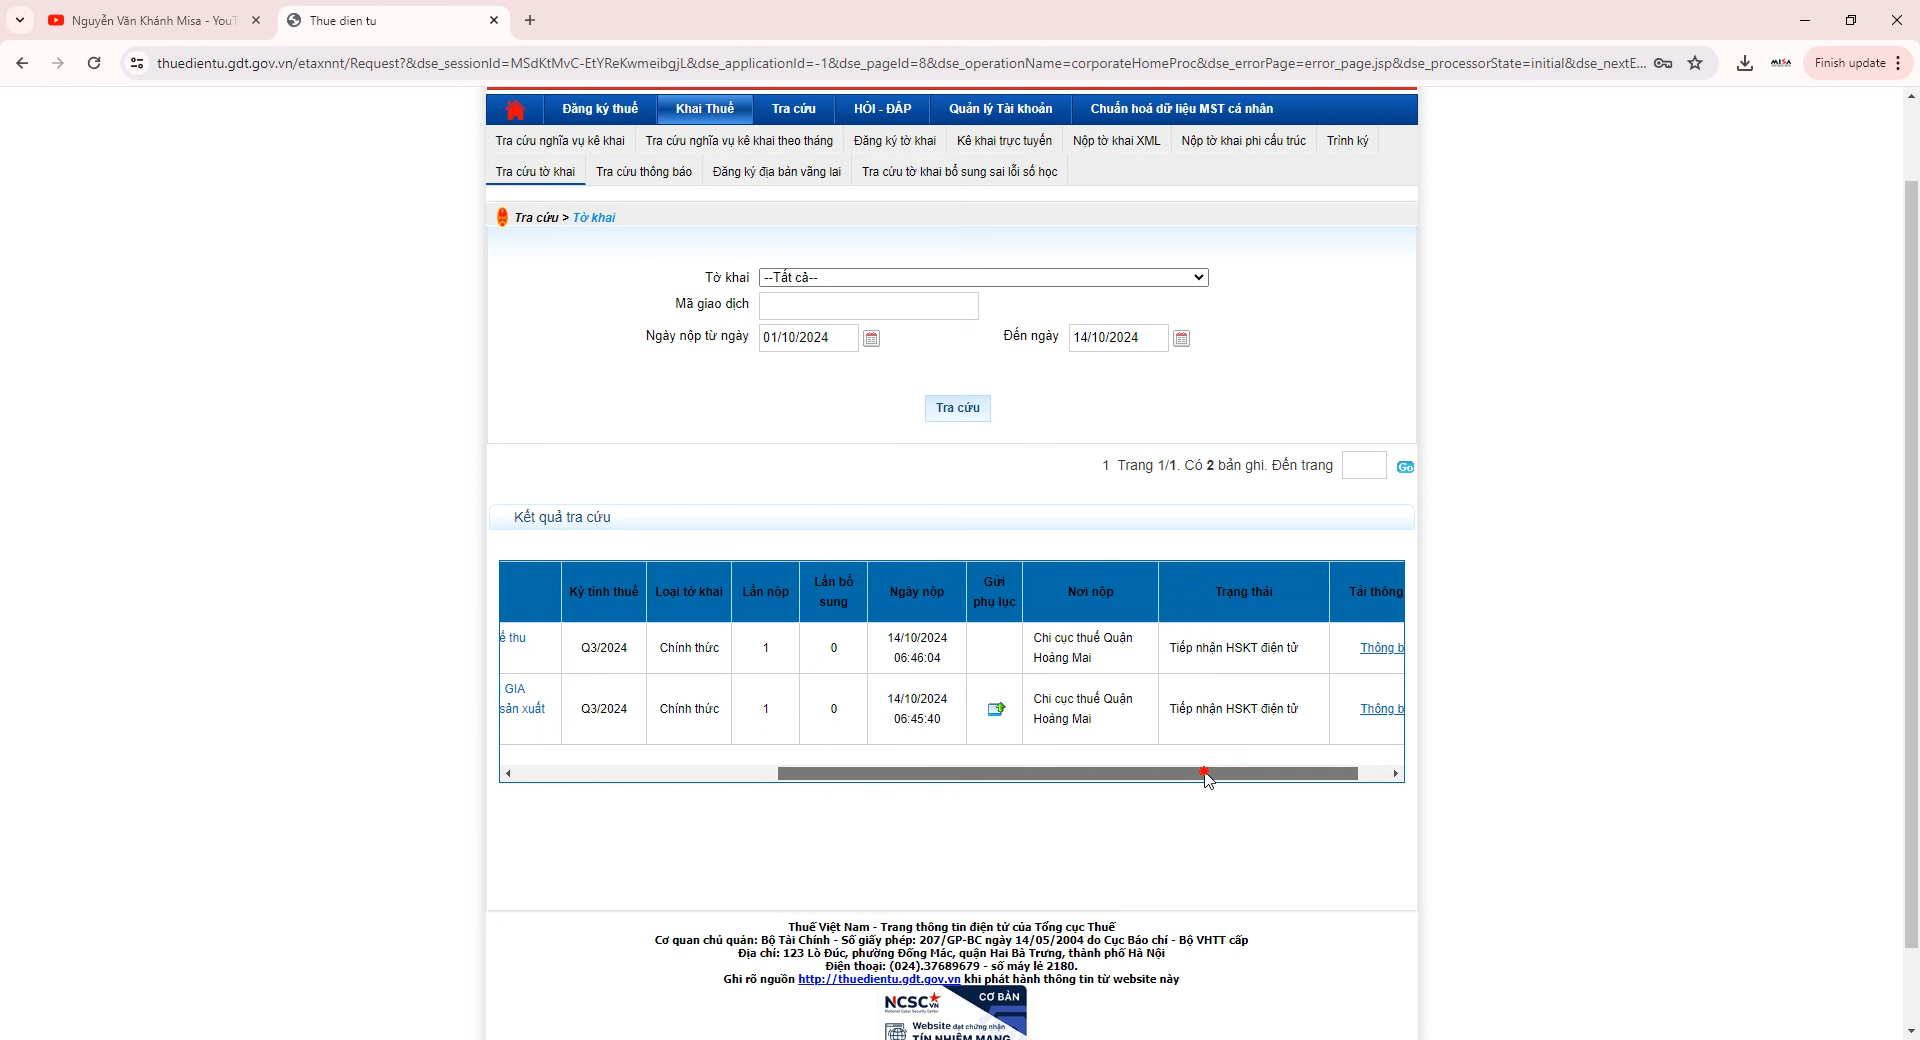 Nguyễn Văn Khánh Misa - YouT
Thue dien tu
thuedientu.gdt.gov.vn/etaxnnt/Request?&dse_sessionId=MSdKtMvC-EtYReKwmeibgjL&dse_applicationId=-1&dse_pageId=8&dse_operationName=corporateHomeProc&dse_errorPage=error_page.jsp&dse_processorState=initial&dse_nextE...
MISA
Finish update
Đăng ký thuế Khai Thuế Tra cứu HỎI - ĐÁP Quản lý Tài khoản Chuẩn hoá dữ liệu MST cá nhân
Tra cứu nghĩa vụ kê khai Tra cứu nghĩa vụ kê khai theo tháng Đăng ký tờ khai Kê khai trực tuyến Nộp tờ khai XML Nộp tờ khai phi cấu trúc Trình ký
Tra cứu tờ khai Tra cứu thông báo Đăng ký địa bàn vãng lai Tra cứu tờ khai bổ sung sai lỗi số học
Tra cứu > Tờ khai
Tờ khai --Tất cả--
Mã giao dịch
Ngày nộp từ ngày 01/10/2024 Đến ngày 14/10/2024
Tra cứu
1 Trang 1/1. Có 2 bản ghi. Đến trang Go
Kết quả tra cứu
Kỳ tính thuế Loại tờ khai Lần nộp Lần bổ sung Ngày nộp Gửi phụ lục Nơi nộp Trạng thái Tải thông
ế thu Q3/2024 Chính thức 1 0 14/10/2024 06:46:04 Chi cục thuế Quận Hoàng Mai Tiếp nhận HSKT điện tử Thông b
GIA sản xuất Q3/2024 Chính thức 1 0 14/10/2024 06:45:40 Chi cục thuế Quận Hoàng Mai Tiếp nhận HSKT điện tử Thông b
Thuế Việt Nam - Trang thông tin điện tử của Tổng cục Thuế
Cơ quan chủ quản: Bộ Tài Chính - Số giấy phép: 207/GP-BC ngày 14/05/2004 do Cục Báo chí - Bộ VHTT cấp
Địa chỉ: 123 Lò Đúc, phường Đống Mác, quận Hai Bà Trưng, thành phố Hà Nội
Điện thoại: (024).37689679 - số máy lẻ 2180.
Ghi rõ nguồn http://thuedientu.gdt.gov.vn khi phát hành thông tin từ website này
NCSC VN CƠ BẢN
National Cyber Security Center
Website đạt chứng nhận
TÍN NHIỆM MẠNG